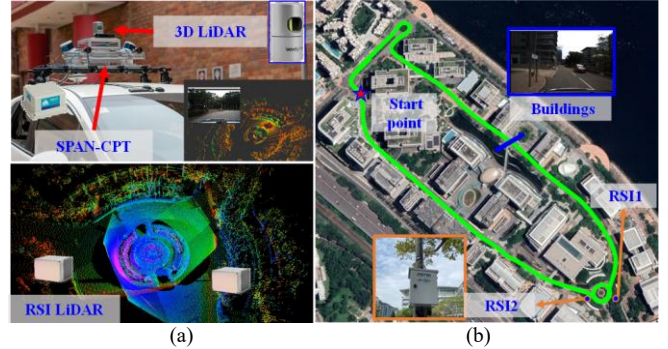 3D LiDAR
SPAN-CPT
RSI LiDAR
(a)
Start
point
Buildings
RSI1
RSI2
(b)